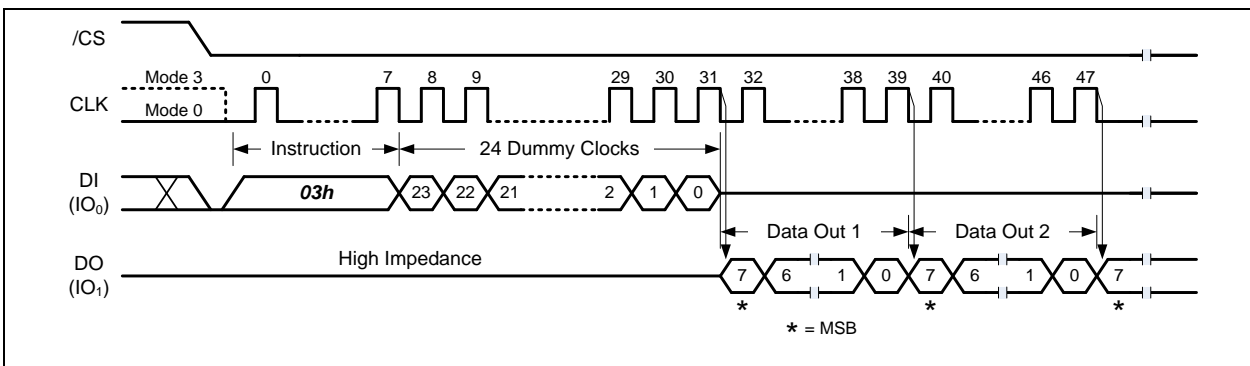 /CS
Mode 3 0 7 8 9 29 30 31 32 38 39 40 46 47
CLK
Mode 0
Instruction 24 Dummy Clocks
DI
(IO0)
03h 23 22 21 2 1 0
Data Out 1 Data Out 2
DO
(IO1)
High Impedance
7 6 1 0 7 6 1 0 7
* * *
* = MSB